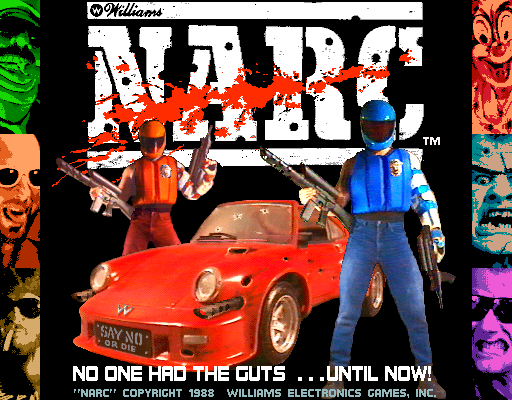 Williams
NARC
TM
SAY NO
OR DIE
NO ONE HAD THE GUTS ...UNTIL NOW!
"NARC" COPYRIGHT 1988 WILLIAMS ELECTRONICS GAMES, INC.